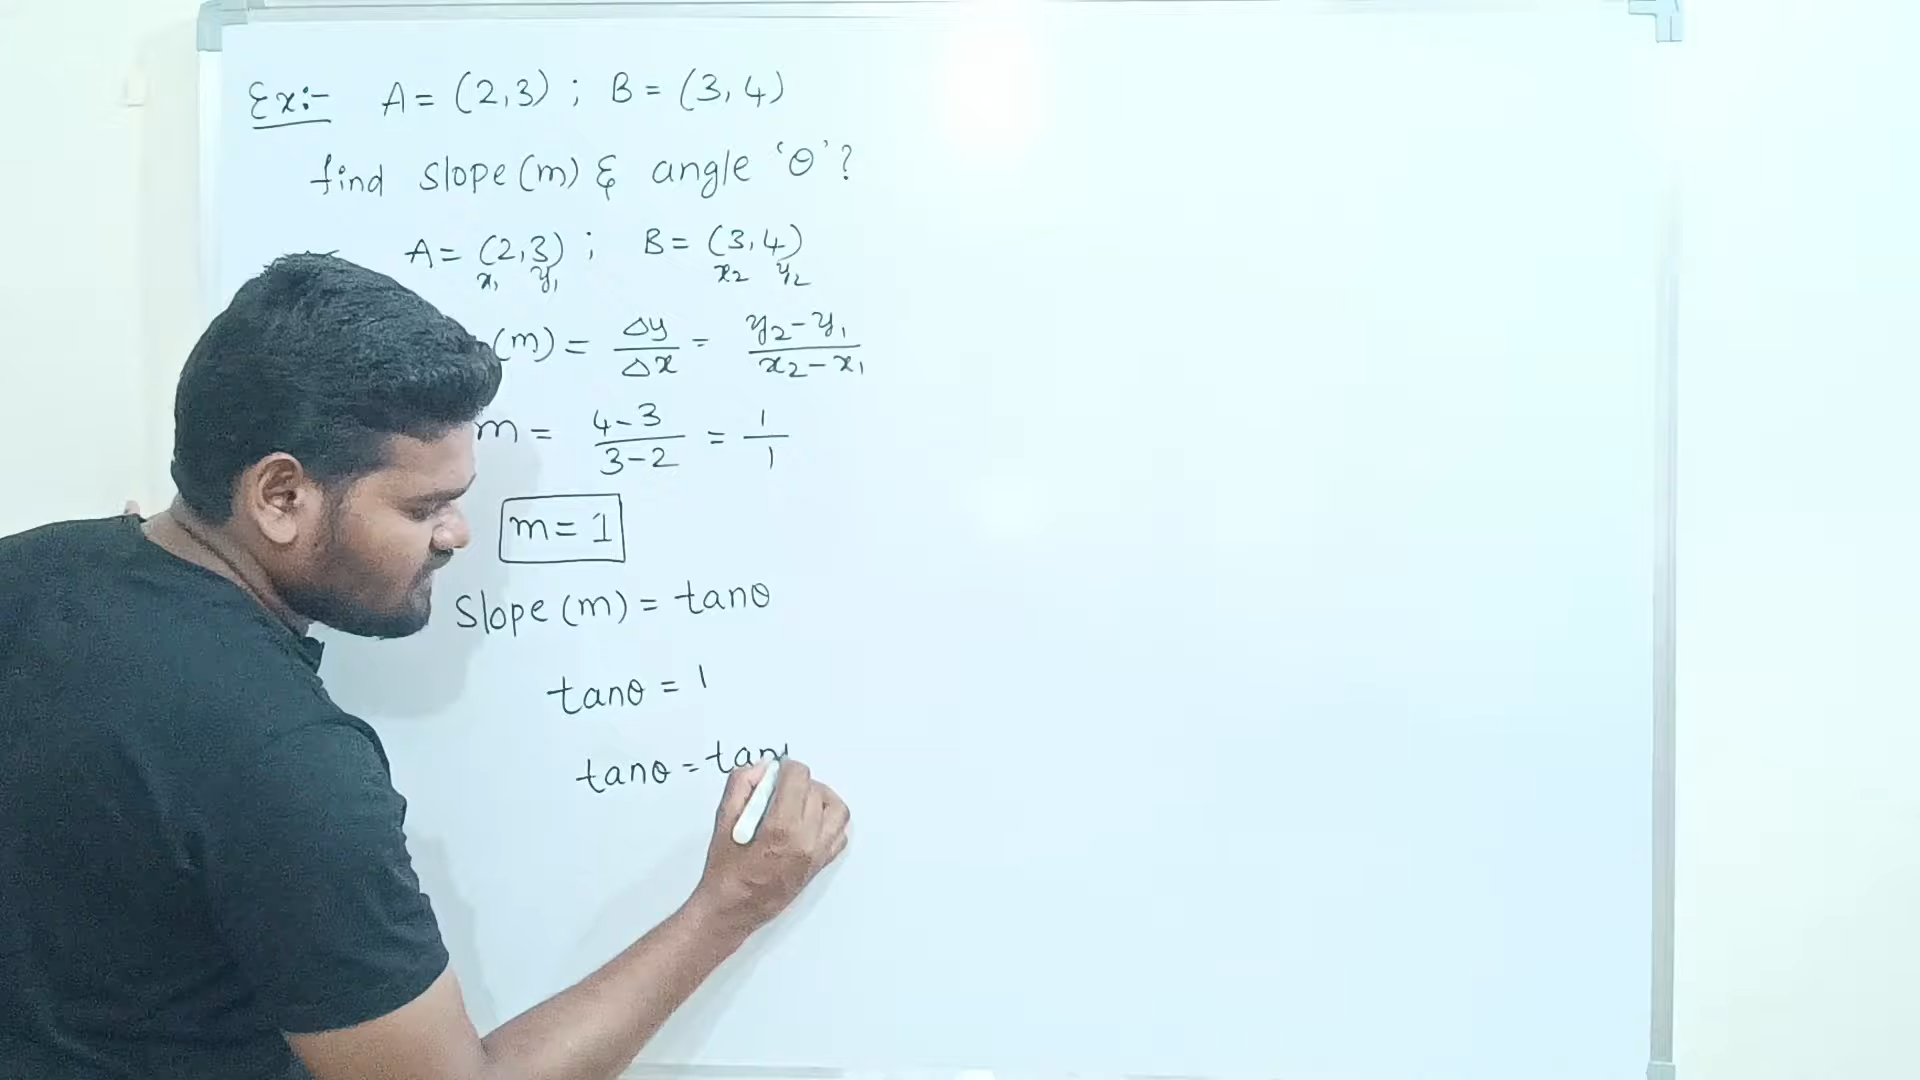 Ex:- A = (2,3) ; B = (3,4)
find slope (m) & angle 'θ' ?
A = (2,3) ; B = (3,4)
x₁ y₁ x₂ y₂
(m) = Δy/Δx = y₂-y₁/x₂-x₁
m = 4-3/3-2 = 1/1
m = 1
Slope (m) = tanθ
tanθ = 1
tanθ = tan